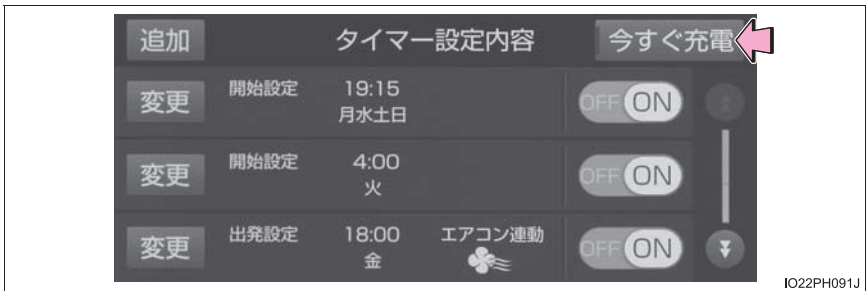 追加 タイマー設定内容 今すぐ充電
変更 開始設定 19:15 OFF ON
月水土日
変更 開始設定 4:00 OFF ON
火
変更 出発設定 18:00 エアコン連動 OFF ON
金
IO22PH091J